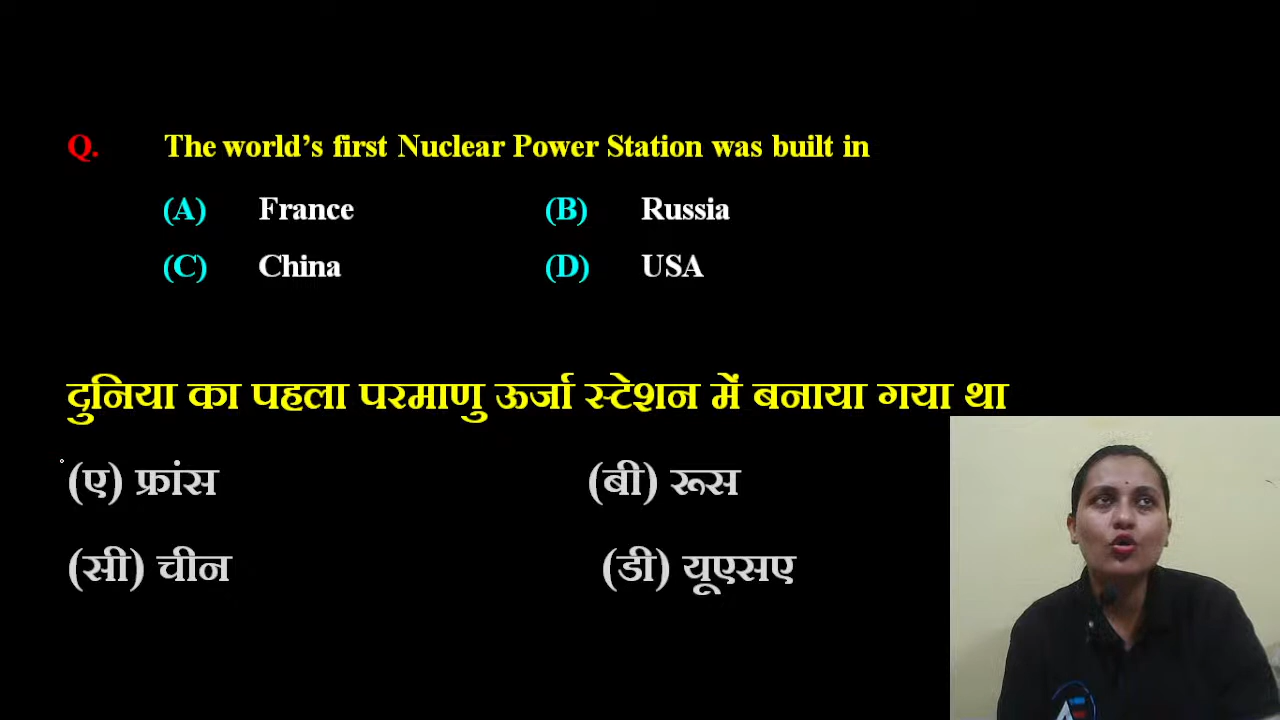 Q. The world’s first Nuclear Power Station was built in
(A) France (B) Russia
(C) China (D) USA
दुनिया का पहला परमाणु ऊर्जा स्टेशन में बनाया गया था
(ए) फ्रांस (बी) रूस
(सी) चीन (डी) यूएसए